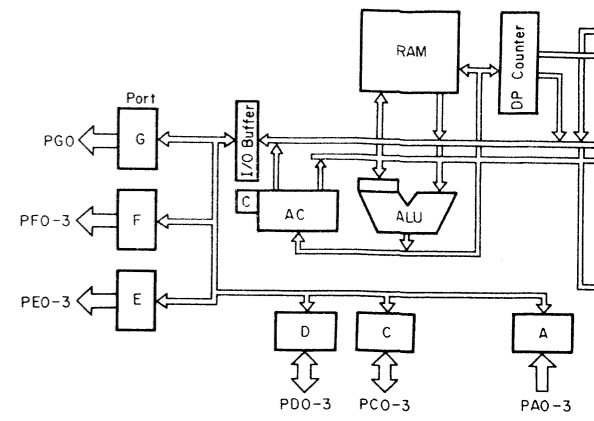 RAM
DP Counter
Port
PG0
G
I/O Buffer
C
AC
ALU
PF0-3
F
PE0-3
E
D
C
A
PD0-3
PC0-3
PA0-3